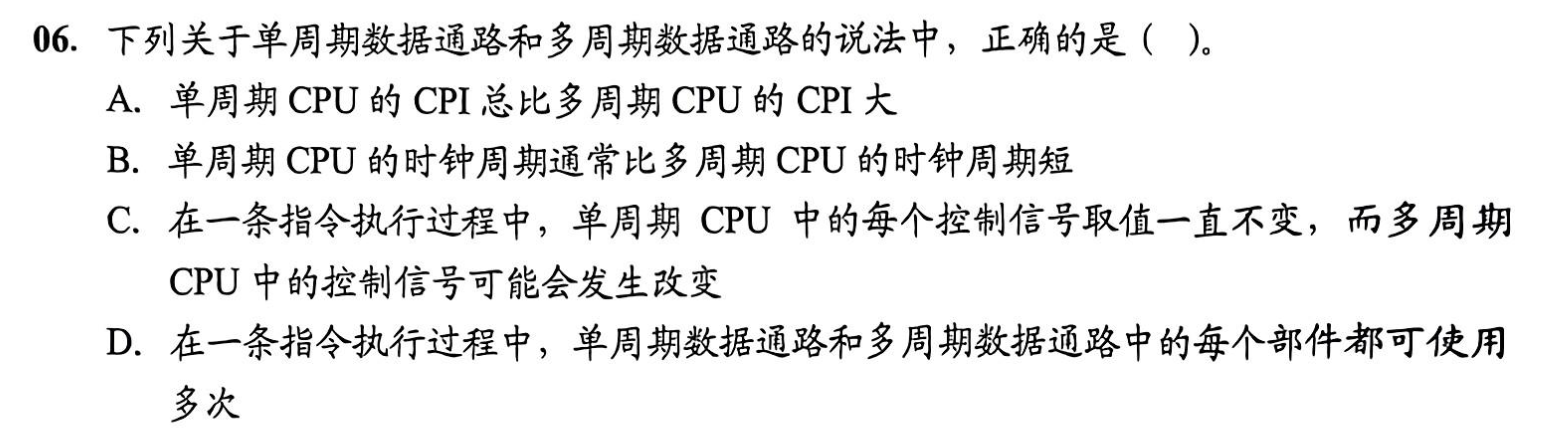 06. 下列关于单周期数据通路和多周期数据通路的说法中，正确的是（ ）。
A. 单周期 CPU 的 CPI 总比多周期 CPU 的 CPI 大
B. 单周期 CPU 的时钟周期通常比多周期 CPU 的时钟周期短
C. 在一条指令执行过程中，单周期 CPU 中的每个控制信号取值一直不变，而多周期
CPU 中的控制信号可能会发生改变
D. 在一条指令执行过程中，单周期数据通路和多周期数据通路中的每个部件都可使用
多次